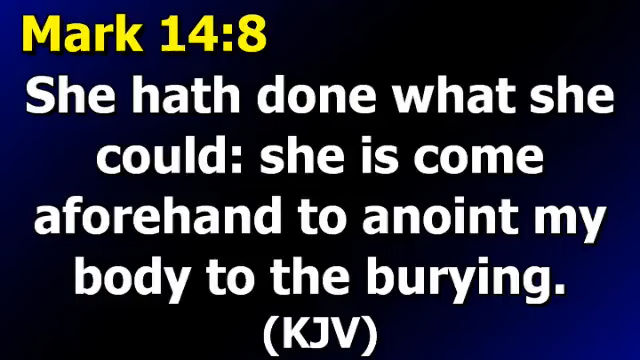 Mark 14:8
She hath done what she
could: she is come
aforehand to anoint my
body to the burying.
(KJV)